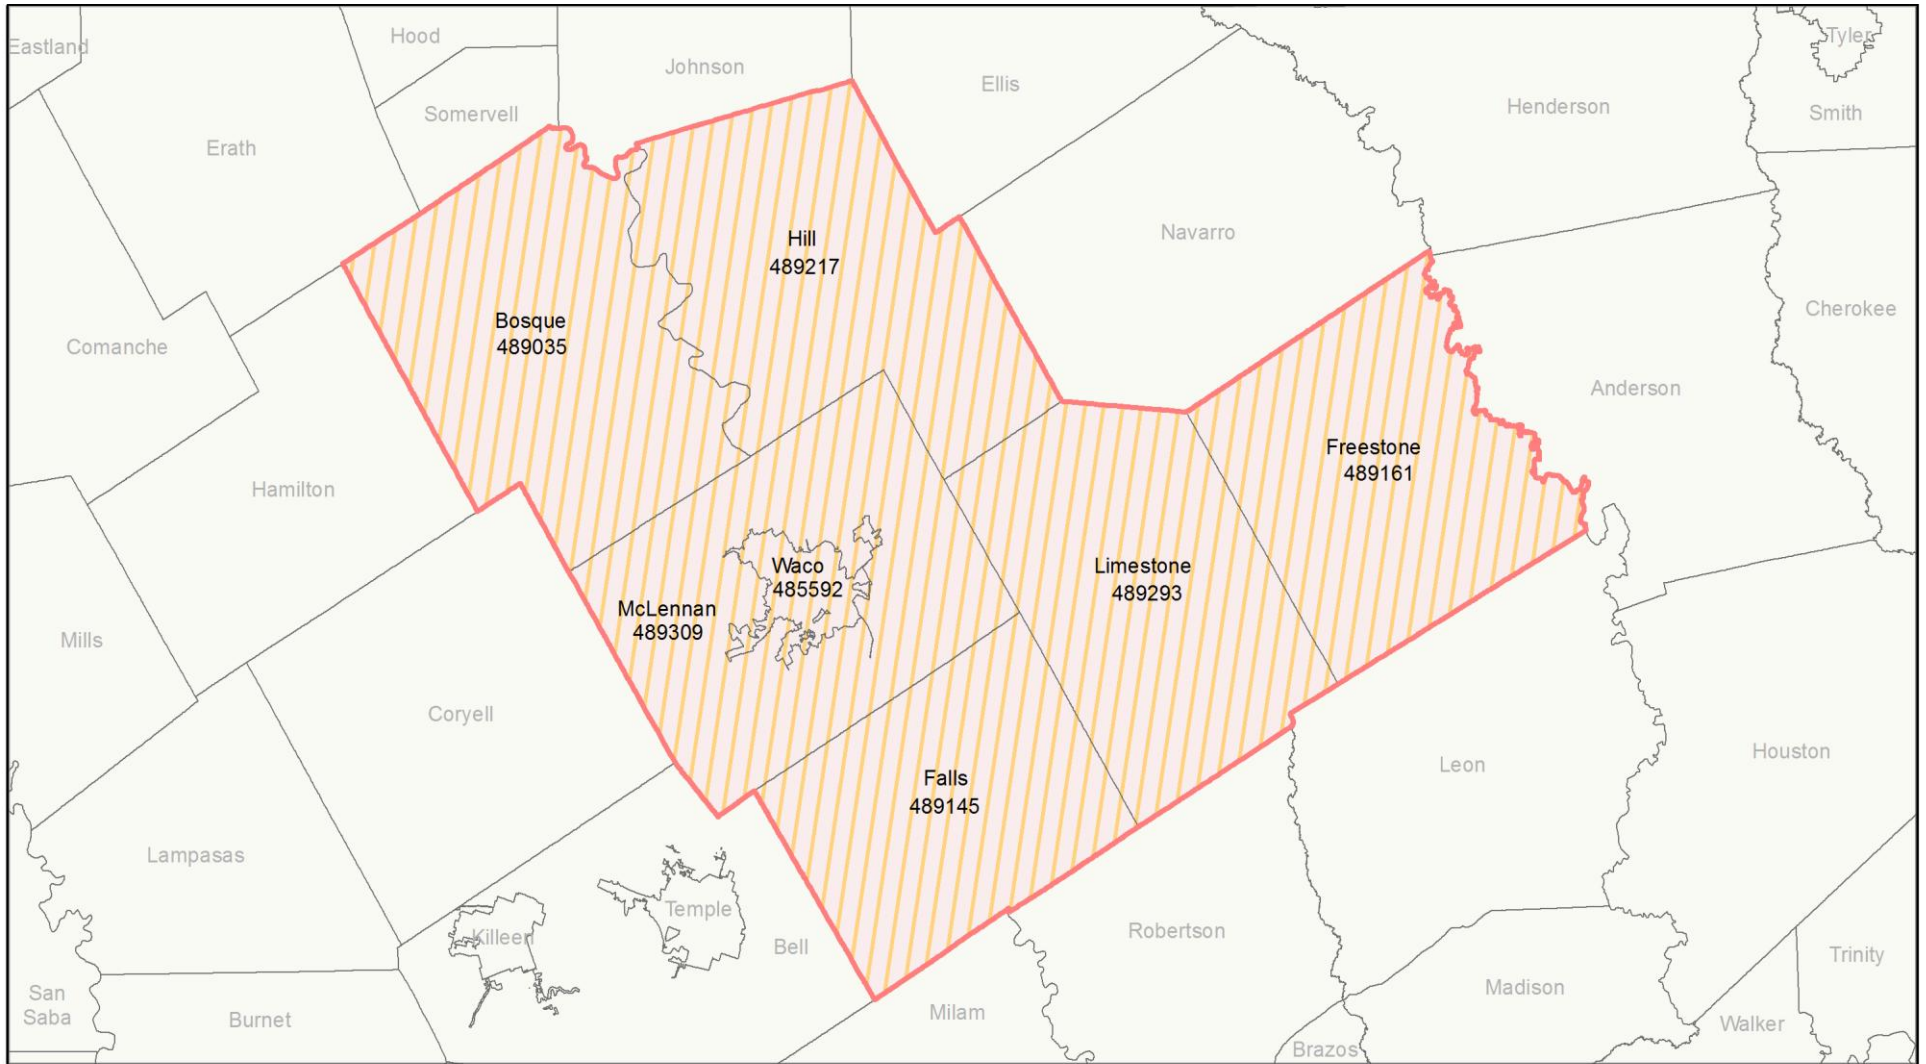 Eastland
Hood
Johnson
Ellis
Tyler
Henderson
Smith
Somervell
Erath
Navarro
Hill
489217
Cherokee
Bosque
489035
Comanche
Anderson
Freestone
489161
Hamilton
Waco
485592
Limestone
489293
McLennan
489309
Mills
Coryell
Houston
Leon
Falls
489145
Lampasas
Temple
Killeen
Bell
Robertson
Trinity
Madison
San
Saba
Burnet
Milam
Walker
Brazos